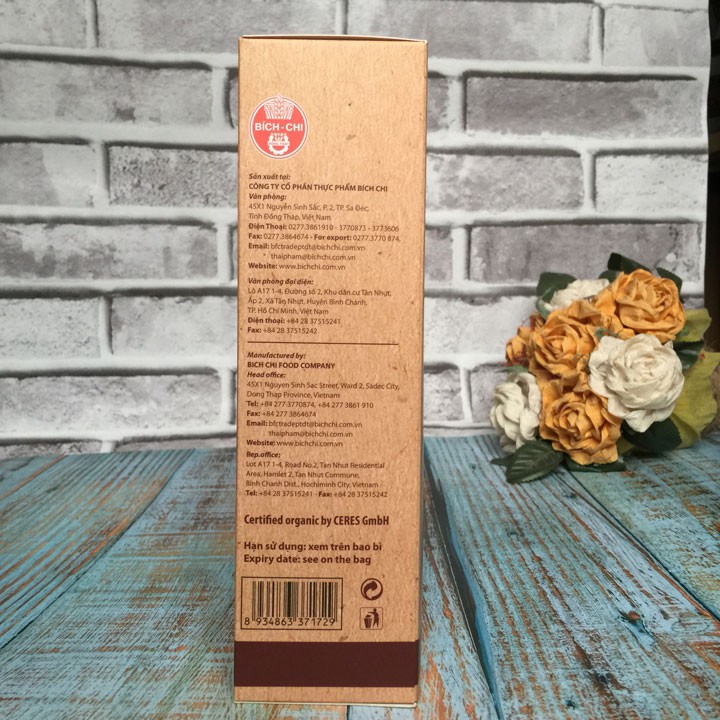 BÍCH - CHI
Sản xuất tại:
CÔNG TY CỔ PHẦN THỰC PHẨM BÍCH CHI
Văn phòng:
45X1 Nguyễn Sinh Sắc, P. 2, TP. Sa Đéc,
Tỉnh Đồng Tháp, Việt Nam
Điện Thoại: 0277.3861910 - 3770873 - 3773606
Fax: 0277.3864674 - For export: 0277.3770 874
Email: bfctradeptdt@bichchi.com.vn
thaipham@bichchi.com.vn
Website: www.bichchi.com.vn
Văn phòng đại diện:
Lô A17 1-4, Đường số 2, Khu dân cư Tân Nhựt,
Ấp 2, Xã Tân Nhựt, Huyện Bình Chánh,
TP. Hồ Chí Minh, Việt Nam
Điện thoại: +84 28 37515241
Fax: +84 28 37515242
Manufactured by:
BICH CHI FOOD COMPANY
Head office:
45X1 Nguyen Sinh Sac Street, Ward 2, Sadec City,
Dong Thap Province, Vietnam
Tel: +84 277.3770874, +84 277 3861 910
Fax: +84 277 3864674
Email: bfctradeptdt@bichchi.com.vn
thaipham@bichchi.com.vn
Website: www.bichchi.com.vn
Rep.office:
Lot A17 1-4, Road No.2, Tan Nhut Residential
Area, Hamlet 2, Tan Nhut Commune,
Binh Chanh Dist., Hochiminh City, Vietnam
Tel: +84 28 37515241 - Fax: +84 28 37515242
Certified organic by CERES GmbH
Hạn sử dụng: xem trên bao bì
Expiry date: see on the bag
8 934863 371729